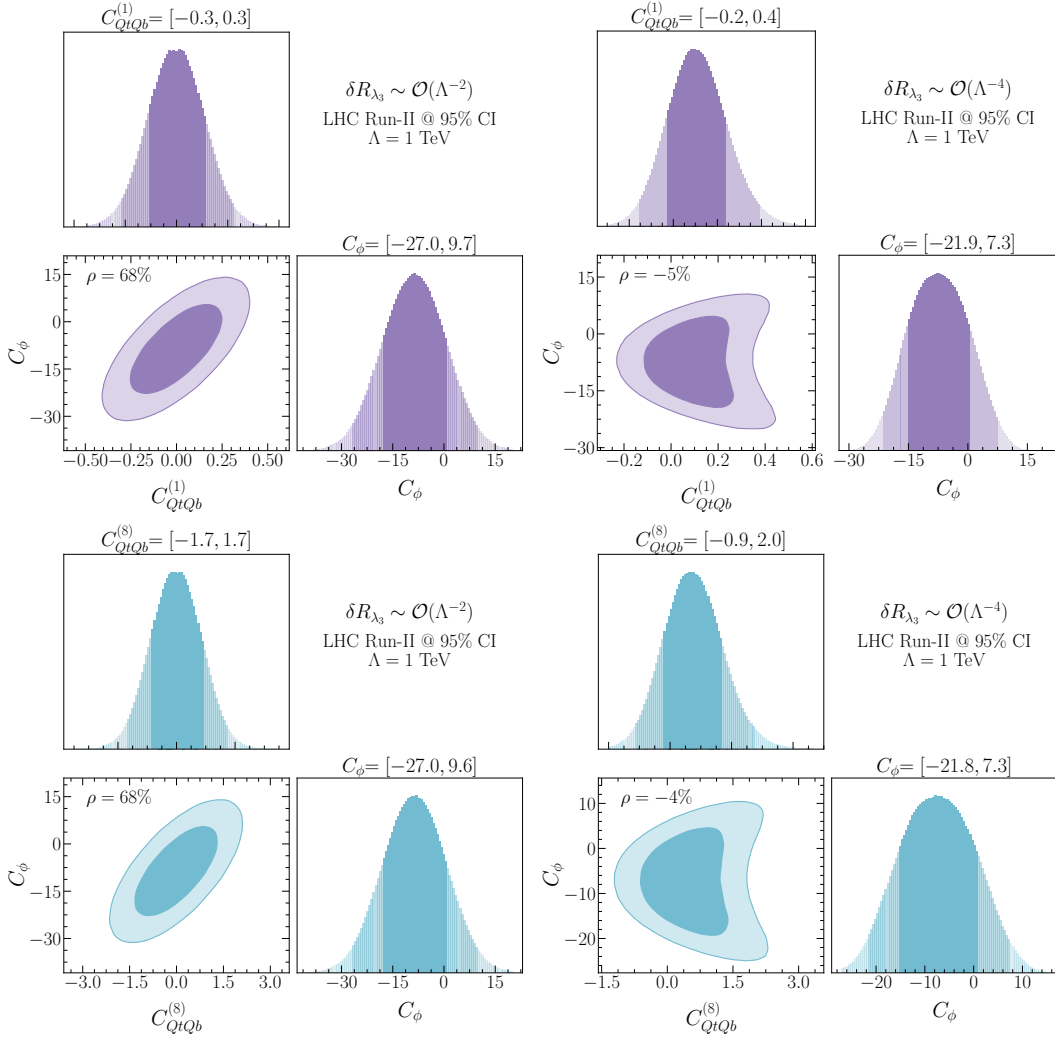 C_{QtQb}^{(1)} = [−0.3, 0.3]
δR_{λ_3} ∼ O(Λ^{−2})
LHC Run-II @ 95% CI
Λ = 1 TeV
C_ϕ = [−27.0, 9.7]
ρ = 68%
15
0
−15
−30
C_ϕ
−0.50 −0.25 0.00 0.25 0.50
C_{QtQb}^{(1)}
−30 −15 0 15
C_ϕ
C_{QtQb}^{(1)} = [−0.2, 0.4]
δR_{λ_3} ∼ O(Λ^{−4})
LHC Run-II @ 95% CI
Λ = 1 TeV
C_ϕ = [−21.9, 7.3]
ρ = −5%
15
0
−15
−30
C_ϕ
−0.2 0.0 0.2 0.4 0.6
C_{QtQb}^{(1)}
−30 −15 0 15
C_ϕ
C_{QtQb}^{(8)} = [−1.7, 1.7]
δR_{λ_3} ∼ O(Λ^{−2})
LHC Run-II @ 95% CI
Λ = 1 TeV
C_ϕ = [−27.0, 9.6]
ρ = 68%
15
0
−15
−30
C_ϕ
−3.0 −1.5 0.0 1.5 3.0
C_{QtQb}^{(8)}
−30 −15 0 15
C_ϕ
C_{QtQb}^{(8)} = [−0.9, 2.0]
δR_{λ_3} ∼ O(Λ^{−4})
LHC Run-II @ 95% CI
Λ = 1 TeV
C_ϕ = [−21.8, 7.3]
ρ = −4%
10
0
−10
−20
C_ϕ
−1.5 0.0 1.5 3.0
C_{QtQb}^{(8)}
−20 −10 0 10
C_ϕ